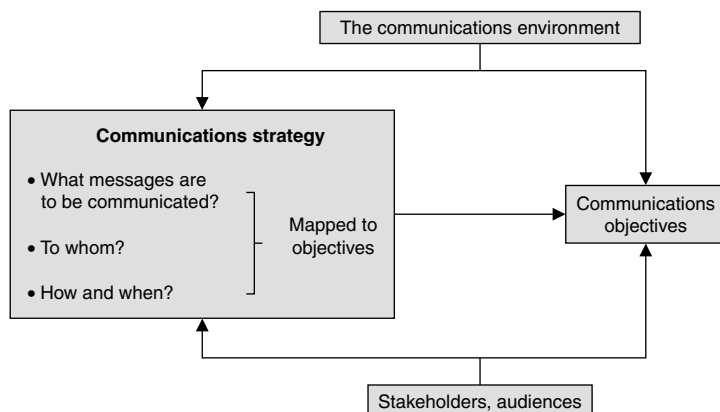 The communications environment
Communications strategy
• What messages are
to be communicated?
• To whom?
• How and when?
Mapped to
objectives
Communications
objectives
Stakeholders, audiences